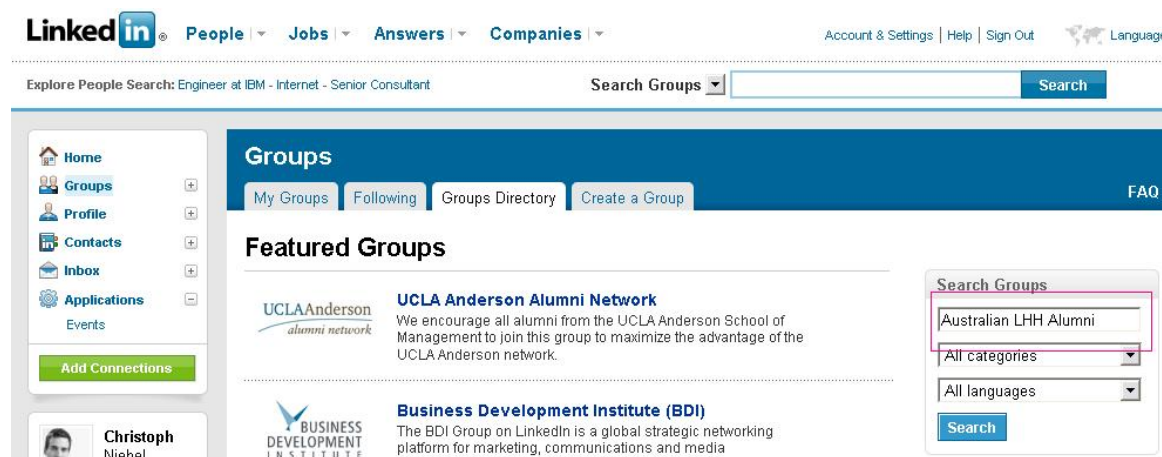 Linked in ®
People
Jobs
Answers
Companies
Account & Settings | Help | Sign Out
Language
Explore People Search: Engineer at IBM - Internet - Senior Consultant
Search Groups
Search
Home
Groups
Profile
Contacts
Inbox
Applications
Events
Add Connections
Christoph
Niebel
Groups
My Groups
Following
Groups Directory
Create a Group
FAQ
Featured Groups
UCLAAnderson
alumni network
UCLA Anderson Alumni Network
We encourage all alumni from the UCLA Anderson School of
Management to join this group to maximize the advantage of the
UCLA Anderson network.
BUSINESS
DEVELOPMENT
INSTITUTE
Business Development Institute (BDI)
The BDI Group on LinkedIn is a global strategic networking
platform for marketing, communications and media
Search Groups
Australian LHH Alumni
All categories
All languages
Search